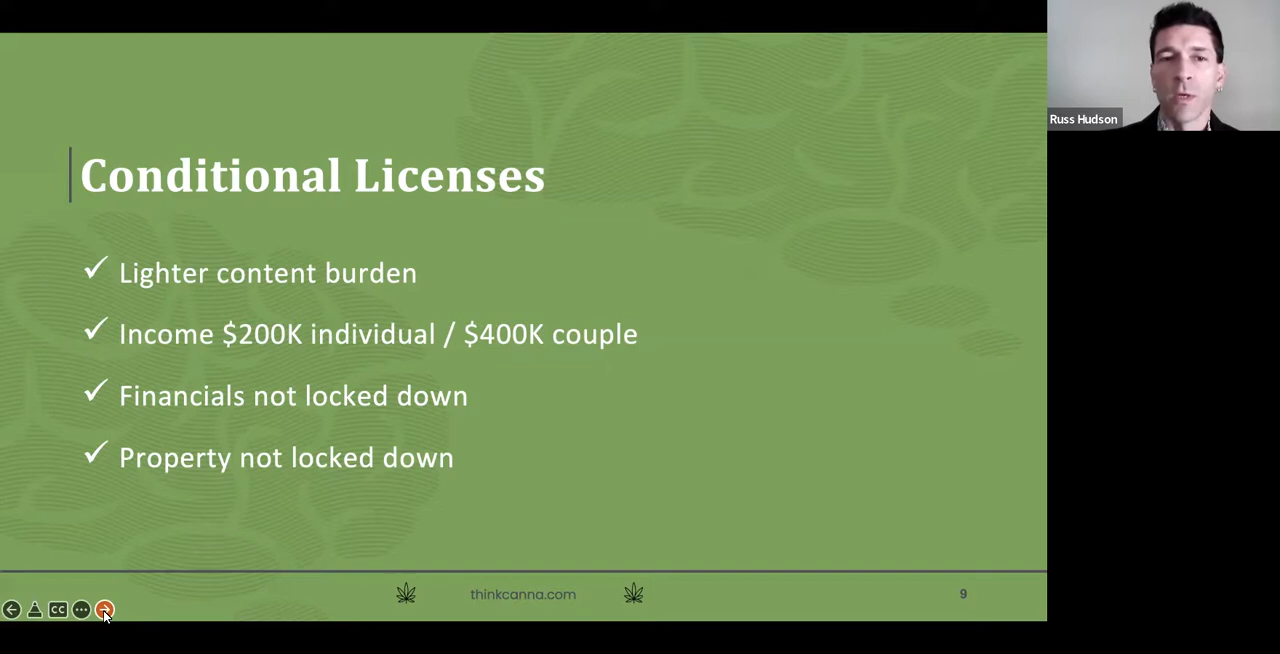 Russ Hudson
Conditional Licenses
✓ Lighter content burden
✓ Income $200K individual / $400K couple
✓ Financials not locked down
✓ Property not locked down
thinkcanna.com
9
CC